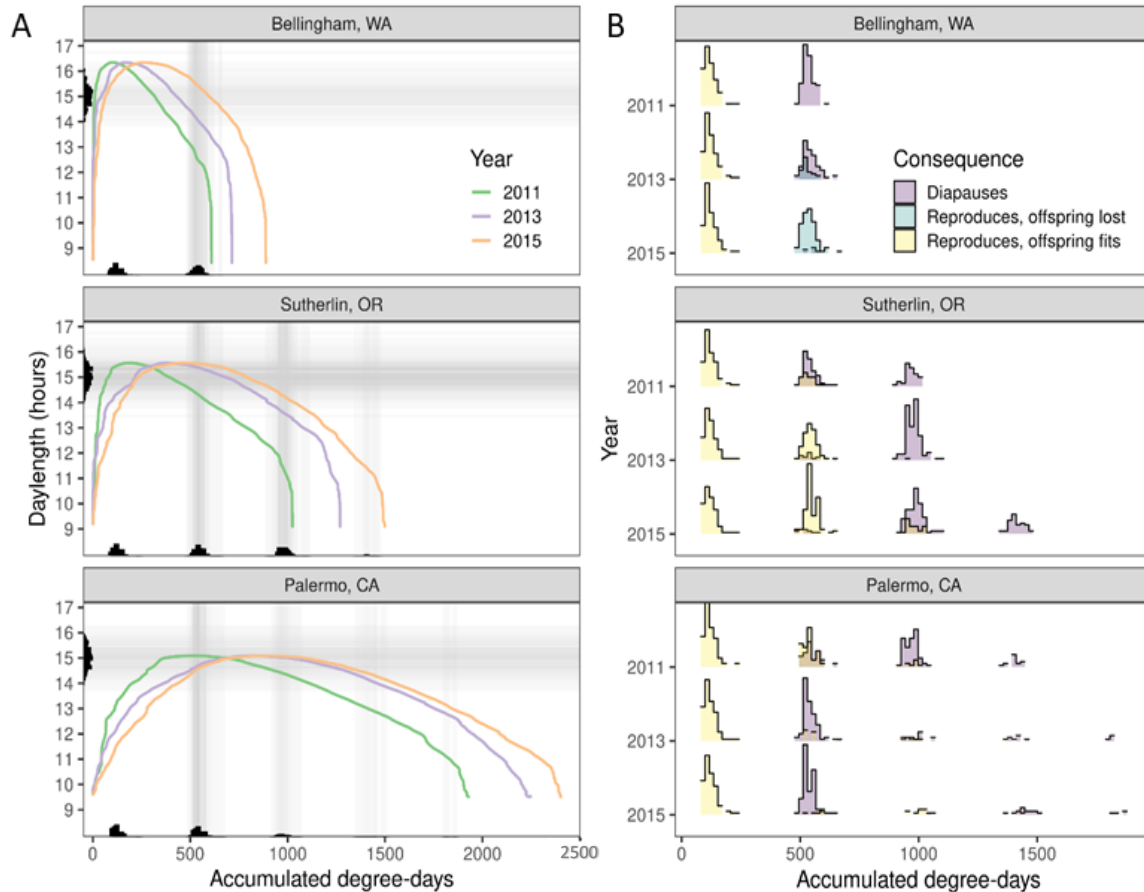 A
Bellingham, WA
17
16
15
14
13
12
11
10
9
Year
2011
2013
2015
Sutherlin, OR
17
16
15
14
13
12
11
10
9
Daylength (hours)
Palermo, CA
17
16
15
14
13
12
11
10
9
0 500 1000 1500 2000 2500
Accumulated degree-days
B
Bellingham, WA
2011
2013
2015
Consequence
Diapauses
Reproduces, offspring lost
Reproduces, offspring fits
Sutherlin, OR
2011
2013
2015
Year
Palermo, CA
2011
2013
2015
0 500 1000 1500
Accumulated degree-days